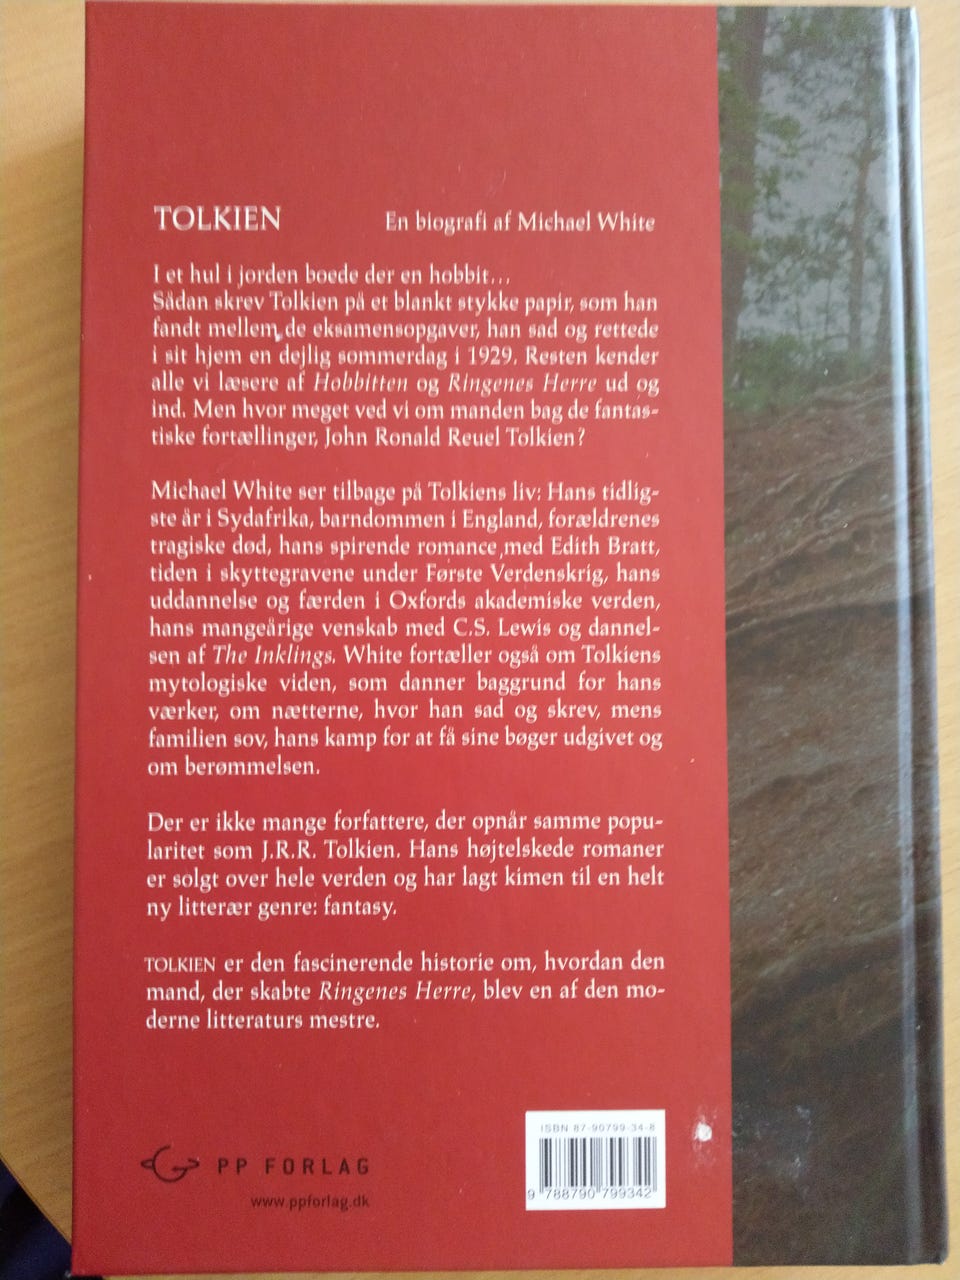 TOLKIEN En biografi af Michael White
I et hul i jorden boede der en hobbit...
Sådan skrev Tolkien på et blankt stykke papir, som han
fandt mellem de eksamensopgaver, han sad og rettede
i sit hjem en dejlig sommerdag i 1929. Resten kender
alle vi læsere af Hobbitten og Ringenes Herre ud og
ind. Men hvor meget ved vi om manden bag de fantas-
tiske fortællinger, John Ronald Reuel Tolkien?
Michael White ser tilbage på Tolkiens liv: Hans tidlig-
ste år i Sydafrika, barndommen i England, forældrenes
tragiske død, hans spirende romance med Edith Bratt,
tiden i skyttegravene under Første Verdenskrig, hans
uddannelse og færden i Oxfords akademiske verden,
hans mangeårige venskab med C.S. Lewis og dannel-
sen af The Inklings. White fortæller også om Tolkiens
mytologiske viden, som danner baggrund for hans
værker, om nætterne, hvor han sad og skrev, mens
familien sov, hans kamp for at få sine bøger udgivet og
om berømmelsen.
Der er ikke mange forfattere, der opnår samme popu-
laritet som J.R.R. Tolkien. Hans højtelskede romaner
er solgt over hele verden og har lagt kimen til en helt
ny litterær genre: fantasy.
TOLKIEN er den fascinerende historie om, hvordan den
mand, der skabte Ringenes Herre, blev en af den mo-
derne litteraturs mestre.
ISBN 87-90799-34-8
9 788790 799342
PP FORLAG
www.ppforlag.dk